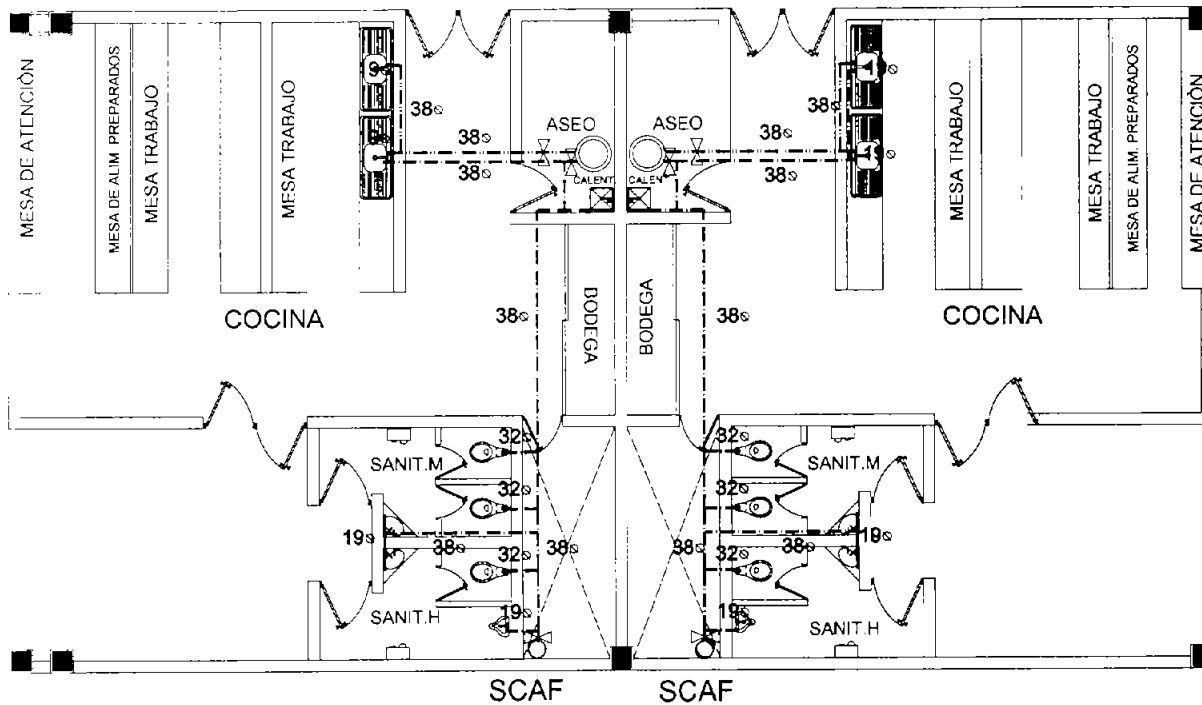 MESA DE ATENCIÓN
MESA DE ALIM. PREPARADOS
MESA TRABAJO
MESA TRABAJO
38⌀
38⌀
38⌀
ASEO
CALENT
ASEO
CALEN
38⌀
38⌀
38⌀
MESA TRABAJO
MESA TRABAJO
MESA DE ALIM. PREPARADOS
MESA DE ATENCIÓN
COCINA
38⌀
BODEGA
BODEGA
38⌀
COCINA
32⌀
SANIT.M
32⌀
19⌀
38⌀
32⌀
38⌀
19⌀
SANIT.H
32⌀
SANIT.M
32⌀
38⌀
32⌀
38⌀
19⌀
19⌀
SANIT.H
SCAF
SCAF